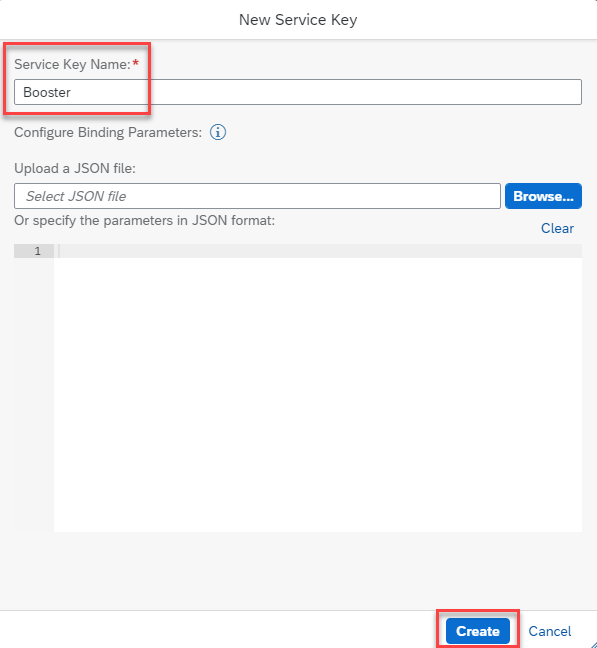 New Service Key
Service Key Name:*
Booster
Configure Binding Parameters: i
Upload a JSON file:
Select JSON file Browse...
Or specify the parameters in JSON format:
Clear
1
Create Cancel